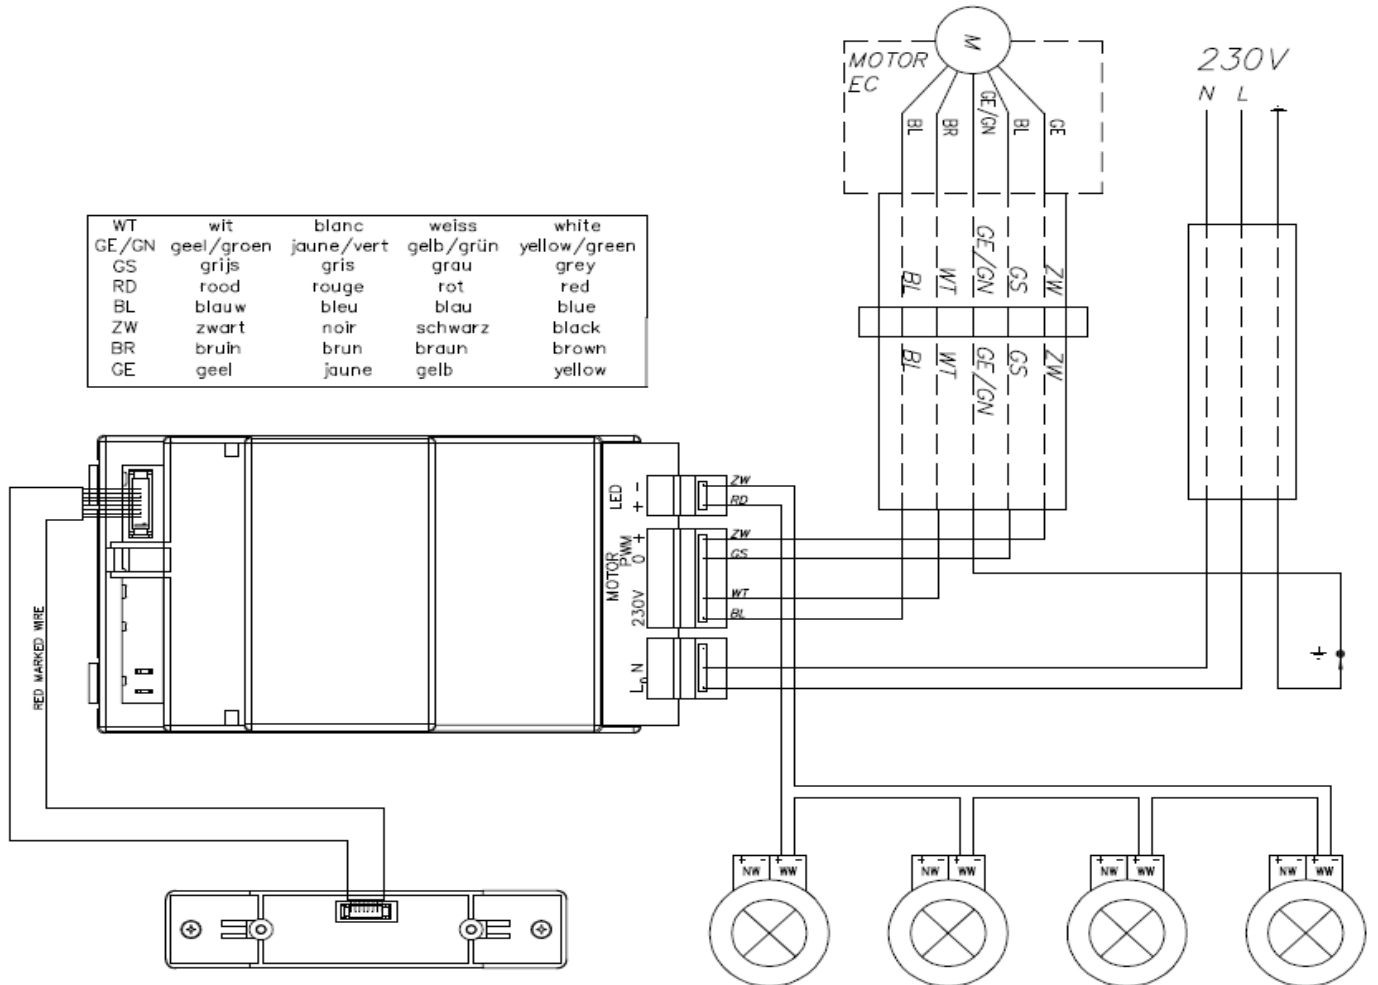 MOTOR
EC
M
230V
N L
BL BR GE/GN BL GE
BL WT GE/GN GS ZW
BL WT GE/GN GS ZW
WT wit blanc weiss white
GE/GN geel/groen jaune/vert gelb/grün yellow/green
GS grijs gris grau grey
RD rood rouge rot red
BL blauw bleu blau blue
ZW zwart noir schwarz black
BR bruin brun braun brown
GE geel jaune gelb yellow
LED
+ -
ZW
RD
MOTOR
PWM
0 +
230V
ZW
GS
WT
BL
L N
RED MARKED WIRE
+ - + -
NW WW
+ - + -
NW WW
+ - + -
NW WW
+ - + -
NW WW